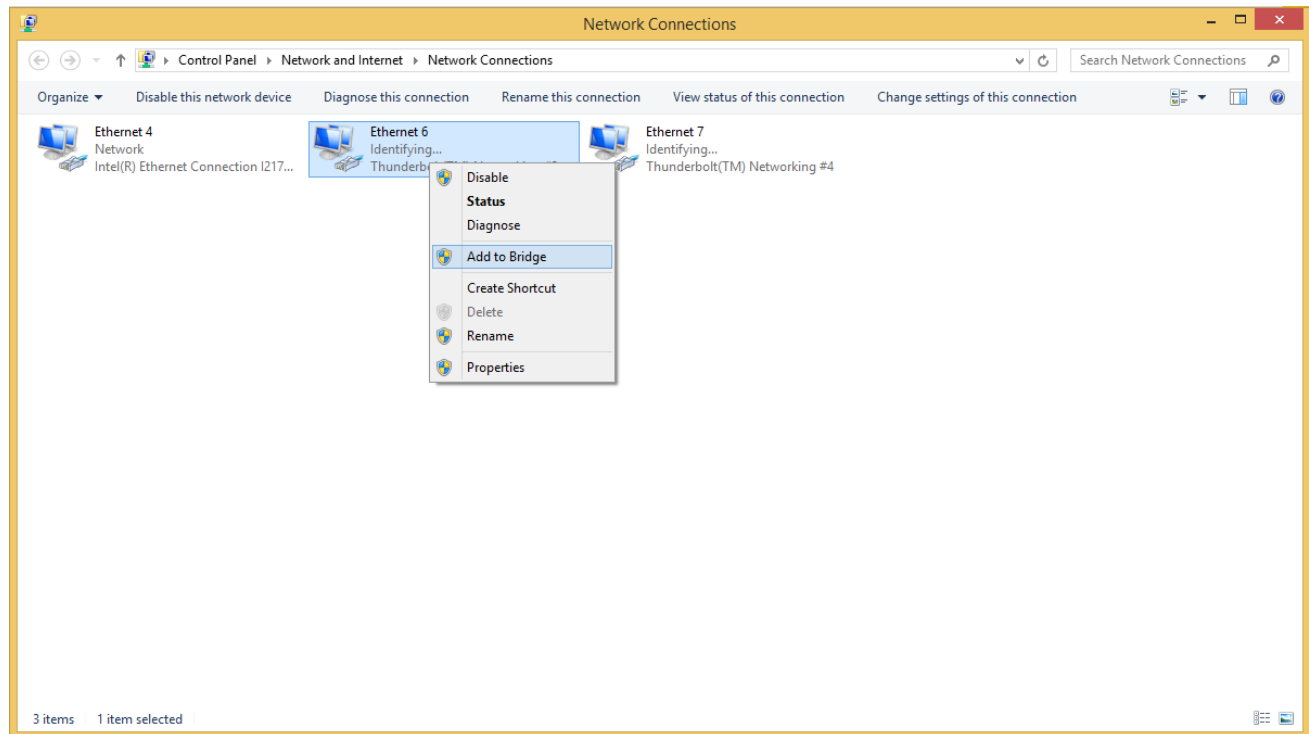 Network Connections
Control Panel Network and Internet Network Connections
Search Network Connections
Organize Disable this network device Diagnose this connection Rename this connection View status of this connection Change settings of this connection
Ethernet 4
Network
Intel(R) Ethernet Connection I217...
Ethernet 6
Identifying...
Ethernet 7
Identifying...
Thunderbolt(TM) Networking #4
Disable
Status
Diagnose
Add to Bridge
Create Shortcut
Delete
Rename
Properties
3 items 1 item selected